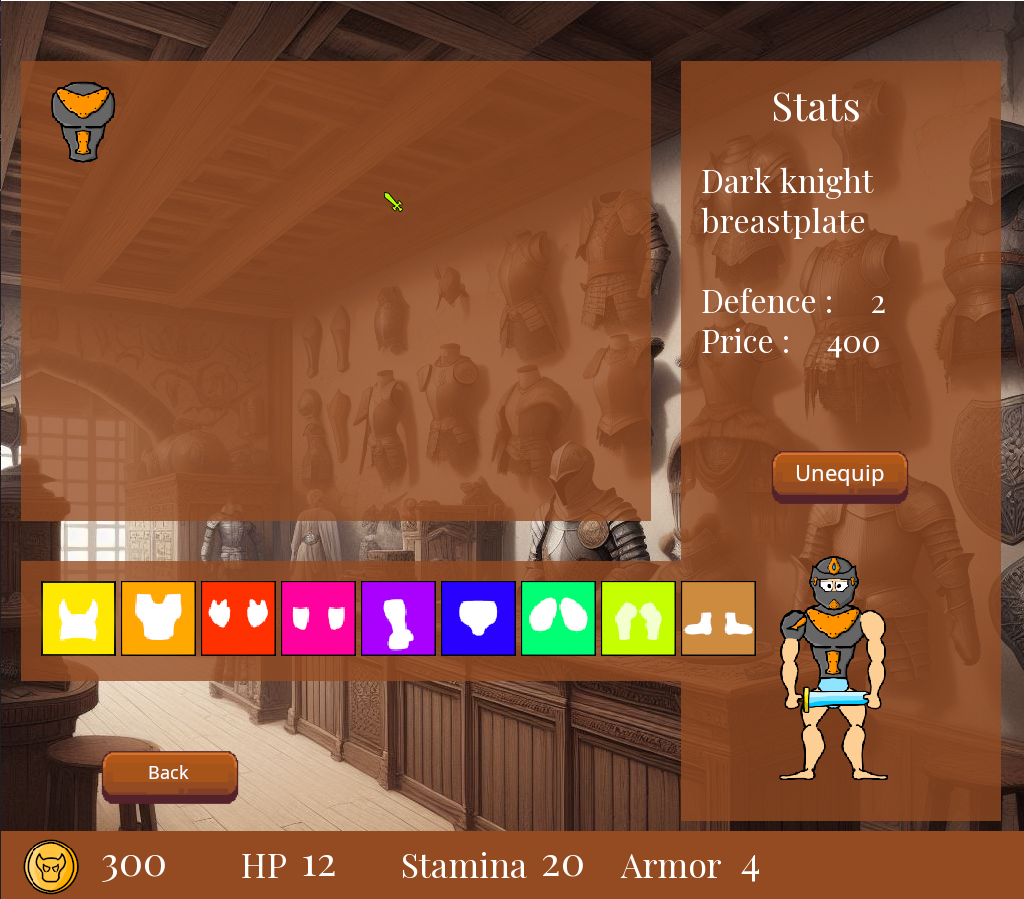 Stats
Dark knight
breastplate
Defence : 2
Price : 400
Unequip
Back
300 HP 12 Stamina 20 Armor 4